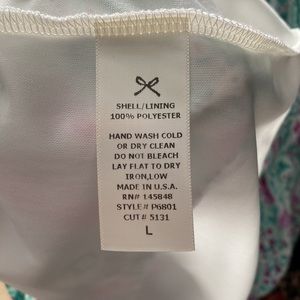 SHELL/LINING
100% POLYESTER
HAND WASH COLD
OR DRY CLEAN
DO NOT BLEACH
LAY FLAT TO DRY
IRON,LOW
MADE IN U.S.A.
RN# 145848
STYLE# P6801
CUT# 5131
L